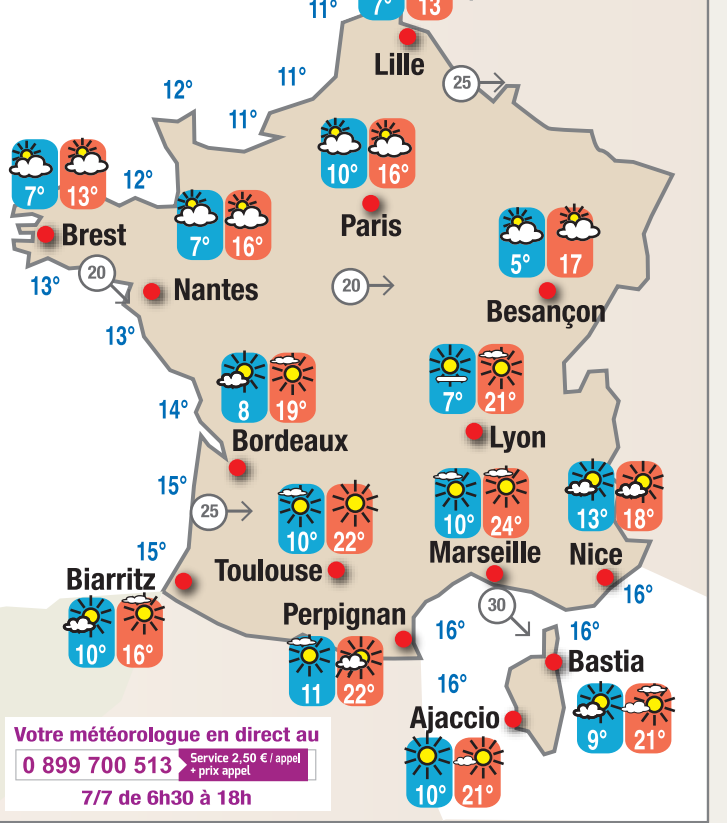 11°
7° 13
Lille
11°
25
12°
11°
10° 16°
7° 13°
12°
Paris
7° 16°
Brest
5° 17
13°
20
Nantes
20
Besançon
13°
8 19°
7° 21°
14°
Bordeaux
Lyon
15°
25
10° 22°
10° 24°
13° 18°
15°
Toulouse
Marseille
Nice
Biarritz
16°
30
Perpignan
10° 16°
16°
16°
11 22°
Bastia
16°
9° 21°
Ajaccio
10° 21°
Votre météorologue en direct au
0 899 700 513
Service 2,50 € / appel
+ prix appel
7/7 de 6h30 à 18h